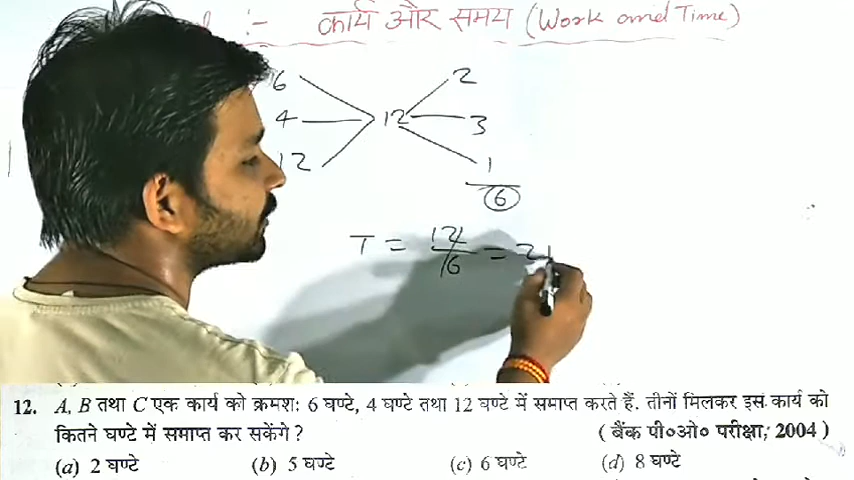 :- कार्य और समय (Work and Time)
6 2
4 12 3
12 1
6
T = 12/6 = 2
12. A, B तथा C एक कार्य को क्रमश: 6 घण्टे, 4 घण्टे तथा 12 घण्टे में समाप्त करते हैं. तीनों मिलकर इस कार्य को
कितने घण्टे में समाप्त कर सकेंगे ? ( बैंक पी०ओ० परीक्षा, 2004 )
(a) 2 घण्टे (b) 5 घण्टे (c) 6 घण्टे (d) 8 घण्टे